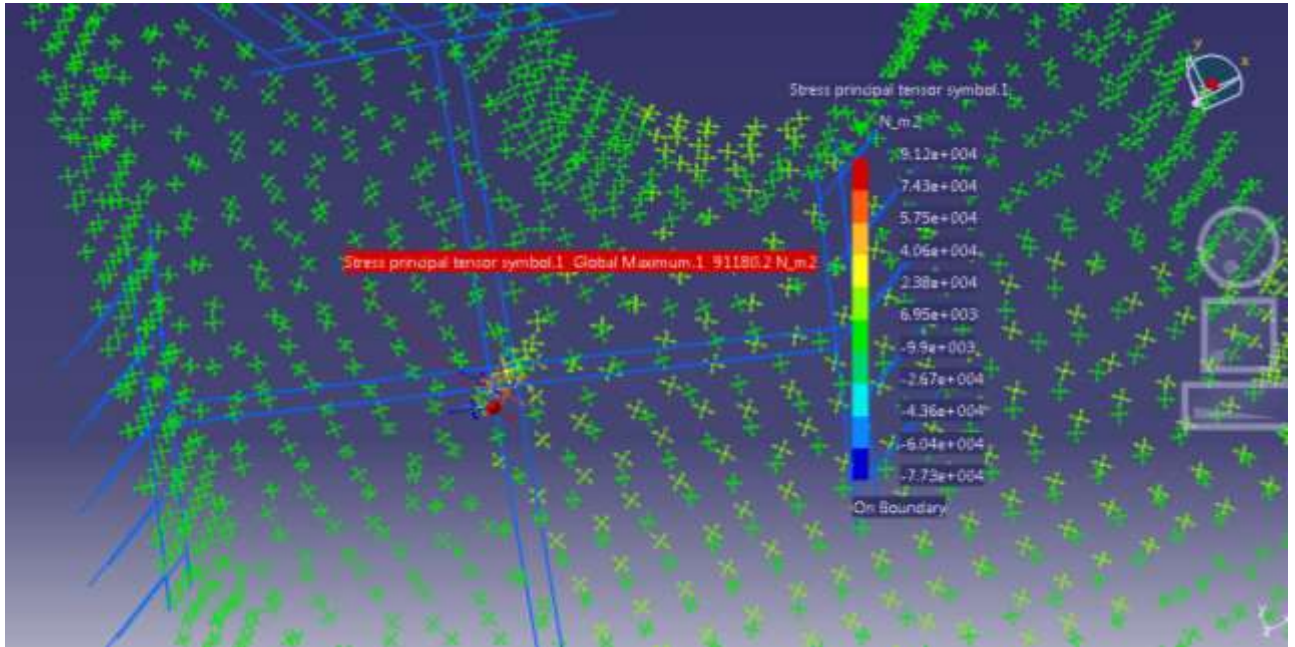 y
x
Stress principal tensor symbol.1
N_m2
9.12e+004
7.43e+004
5.75e+004
4.06e+004
2.38e+004
6.95e+003
-9.9e+003
-2.67e+004
-4.36e+004
-6.04e+004
-7.73e+004
On Boundary
Stress principal tensor symbol.1 Global Maximum.1 91180.2 N_m2